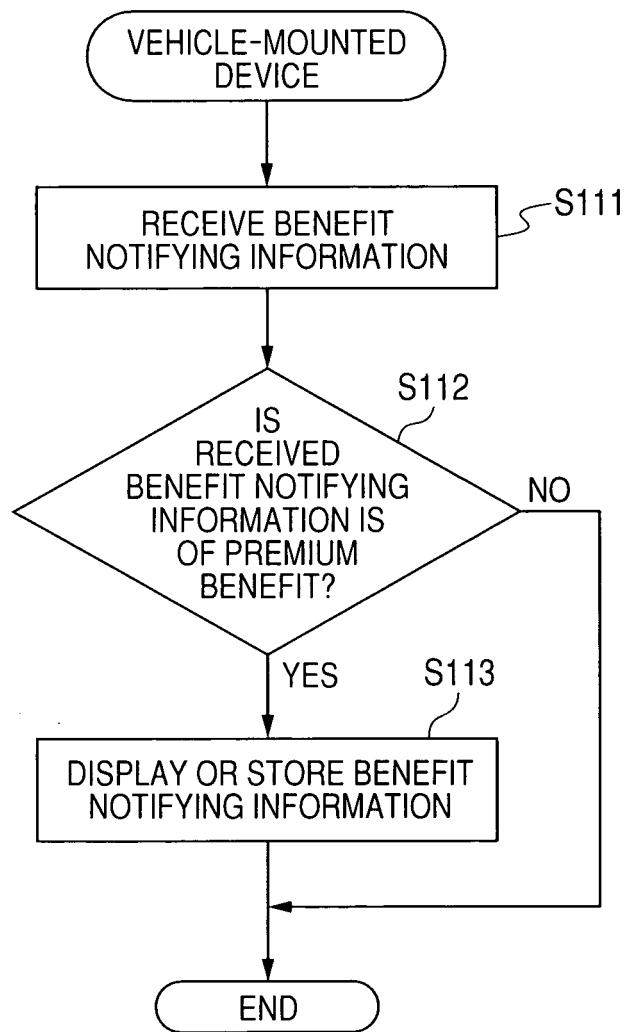 VEHICLE-MOUNTED
DEVICE
RECEIVE BENEFIT
NOTIFYING INFORMATION
S111
S112
IS
RECEIVED
BENEFIT NOTIFYING
INFORMATION IS
OF PREMIUM
BENEFIT?
NO
YES
S113
DISPLAY OR STORE BENEFIT
NOTIFYING INFORMATION
END